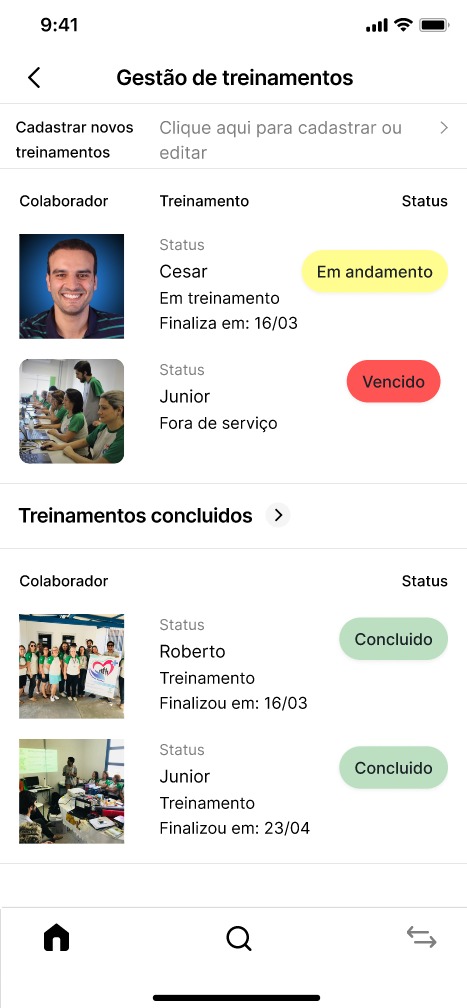 9:41
Gestão de treinamentos
Cadastrar novos
treinamentos
Clique aqui para cadastrar ou
editar
Colaborador
Treinamento
Status
Status
Cesar
Em treinamento
Finaliza em: 16/03
Em andamento
Status
Junior
Fora de serviço
Vencido
Treinamentos concluidos
Colaborador
Status
Status
Roberto
Treinamento
Finalizou em: 16/03
Concluido
Status
Junior
Treinamento
Finalizou em: 23/04
Concluido